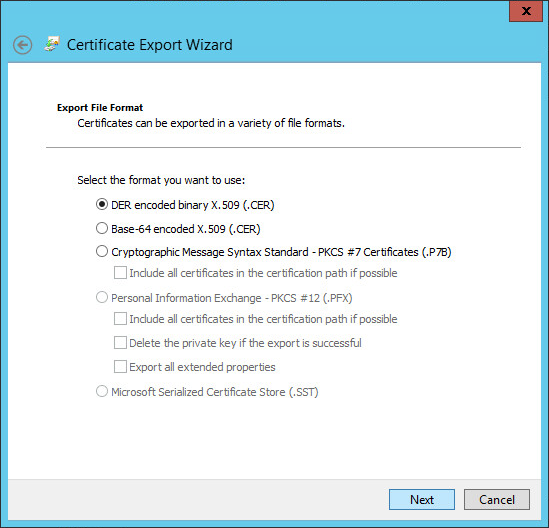 Certificate Export Wizard
Export File Format
Certificates can be exported in a variety of file formats.
Select the format you want to use:
DER encoded binary X.509 (.CER)
Base-64 encoded X.509 (.CER)
Cryptographic Message Syntax Standard - PKCS #7 Certificates (.P7B)
Include all certificates in the certification path if possible
Personal Information Exchange - PKCS #12 (.PFX)
Include all certificates in the certification path if possible
Delete the private key if the export is successful
Export all extended properties
Microsoft Serialized Certificate Store (.SST)
Next Cancel